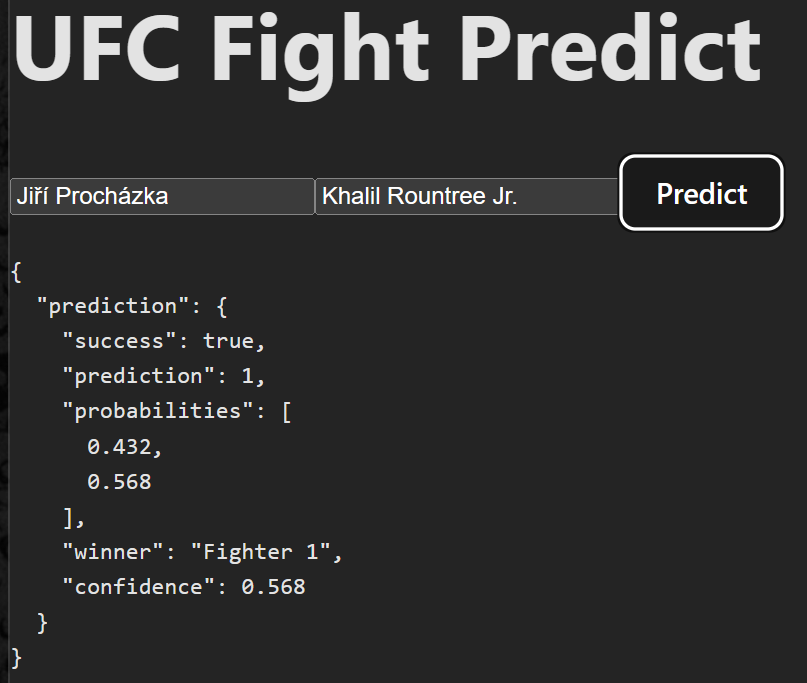 UFC Fight Predict
Jiří Procházka Khalil Rountree Jr. Predict
{
  "prediction": {
    "success": true,
    "prediction": 1,
    "probabilities": [
      0.432,
      0.568
    ],
    "winner": "Fighter 1",
    "confidence": 0.568
  }
}